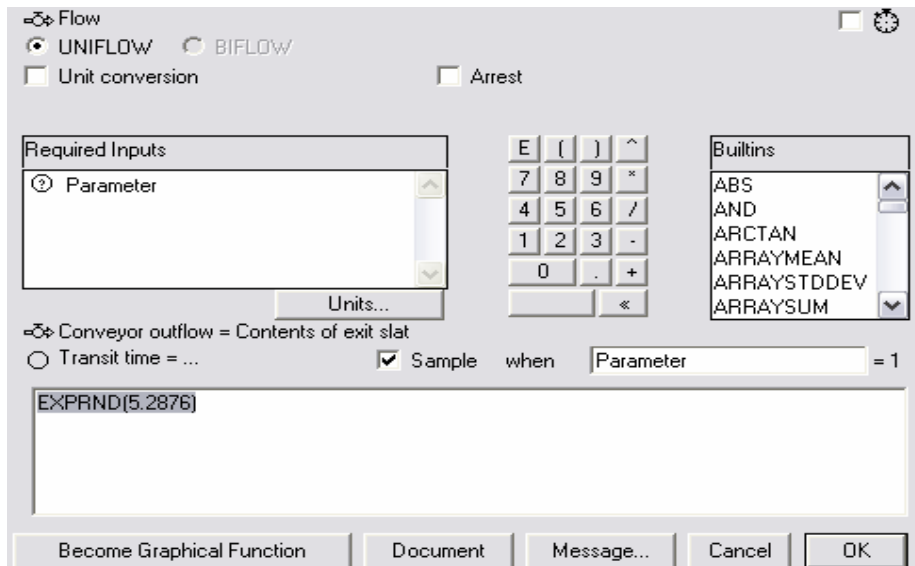 Flow
UNIFLOW BIFLOW
Unit conversion Arrest
Required Inputs
? Parameter
E ( ) ^
7 8 9 *
4 5 6 /
1 2 3 -
0 . +
«
Builtins
ABS
AND
ARCTAN
ARRAYMEAN
ARRAYSTDDEV
ARRAYSUM
Units...
Conveyor outflow = Contents of exit slat
Transit time = ... Sample when Parameter = 1
EXPRND(5.2876)
Become Graphical Function Document Message... Cancel OK